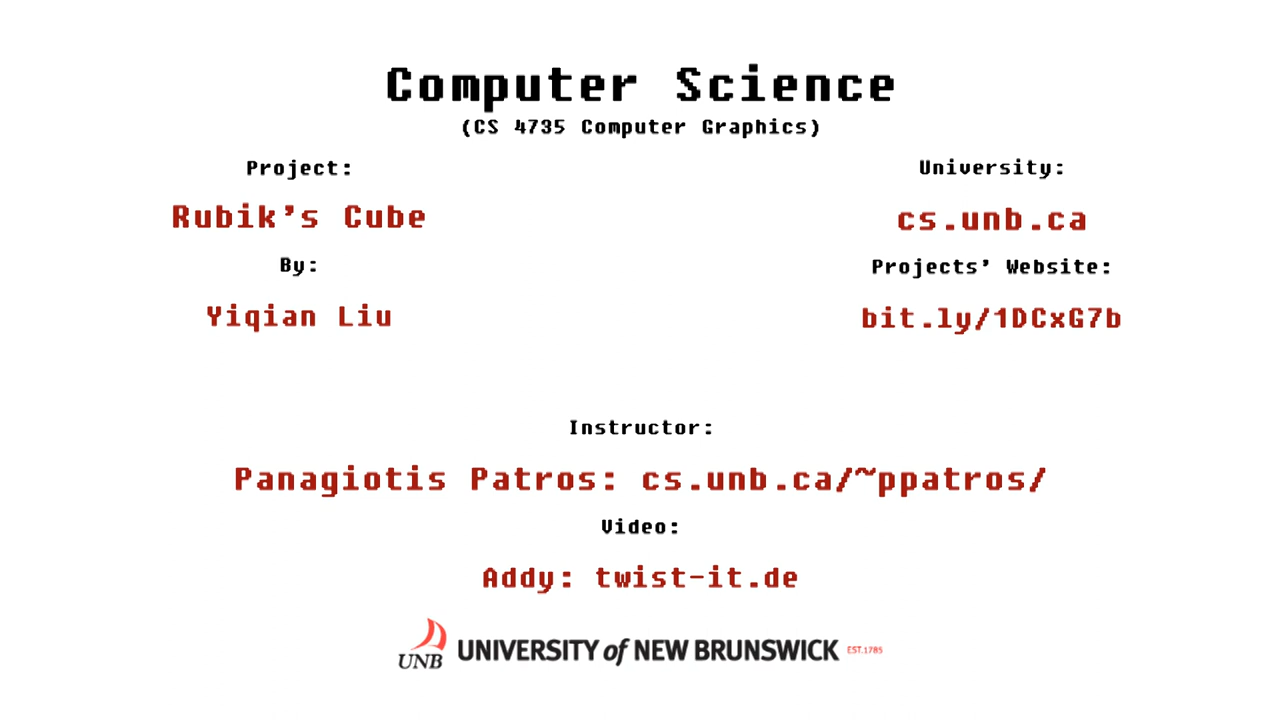 Computer Science
(CS 4735 Computer Graphics)
Project:
Rubik's Cube
By:
Yiqian Liu
University:
cs.unb.ca
Projects' Website:
bit.ly/1DCxG7b
Instructor:
Panagiotis Patros: cs.unb.ca/~ppatros/
Video:
Addy: twist-it.de
UNB UNIVERSITY of NEW BRUNSWICK EST.1785